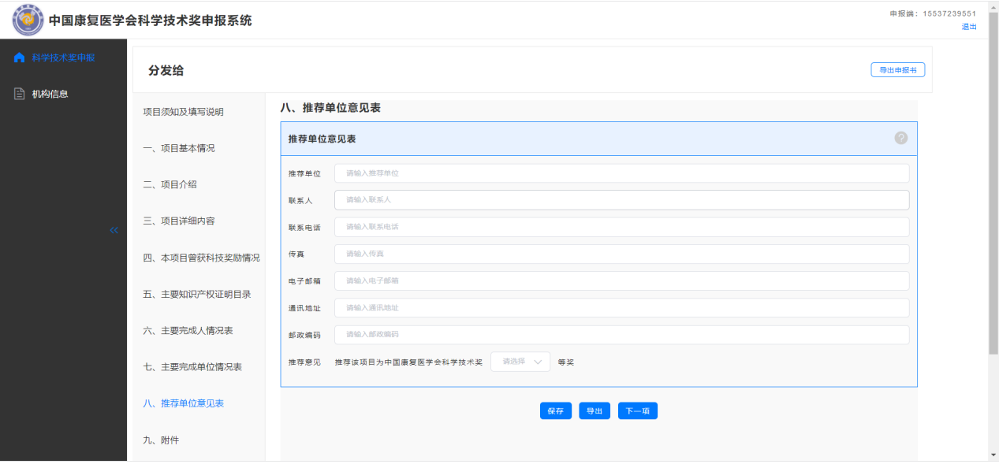 中国康复医学会科学技术奖申报系统
申报端：15537239551
退出
科学技术奖申报
机构信息
分发给
导出申报书
项目须知及填写说明
一、项目基本情况
二、项目介绍
三、项目详细内容
四、本项目曾获科技奖励情况
五、主要知识产权证明目录
六、主要完成人情况表
七、主要完成单位情况表
八、推荐单位意见表
九、附件
八、推荐单位意见表
推荐单位意见表
?
推荐单位 请输入推荐单位
联系人 请输入联系人
联系电话 请输入联系电话
传真 请输入传真
电子邮箱 请输入电子邮箱
通讯地址 请输入通讯地址
邮政编码 请输入邮政编码
推荐意见 推荐该项目为中国康复医学会科学技术奖 请选择 等奖
保存 导出 下一项